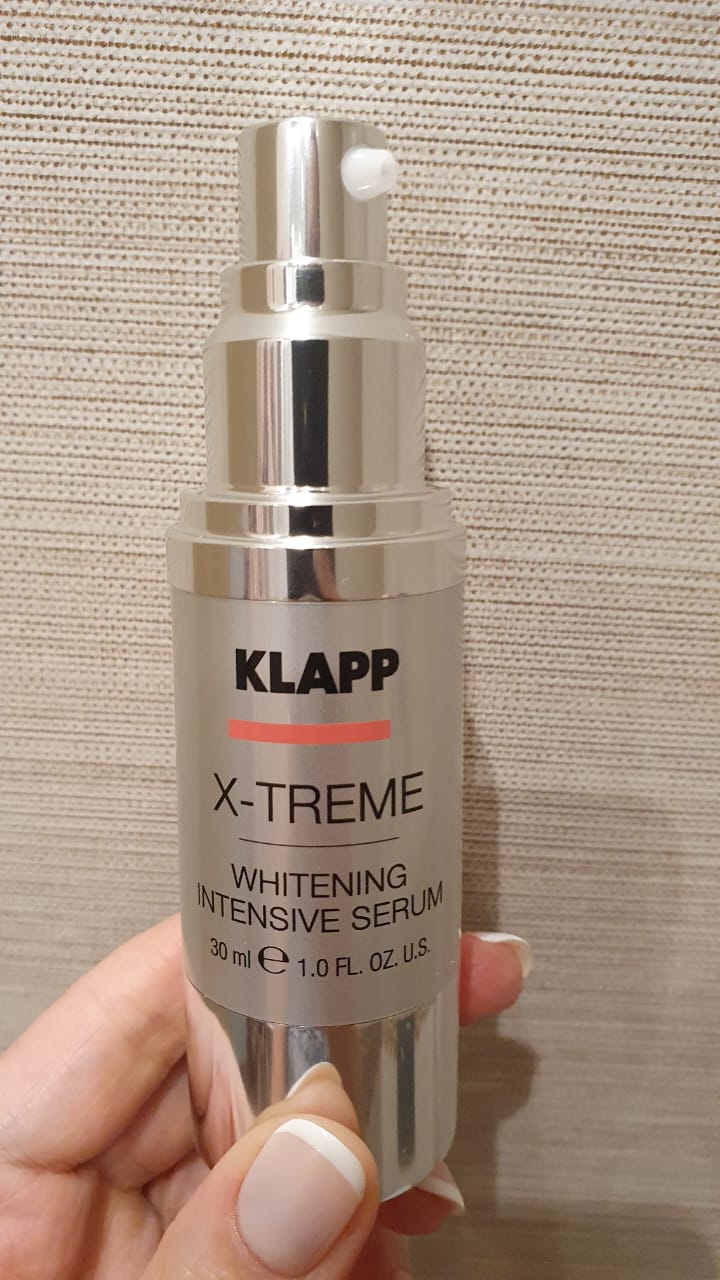 KLAPP
X-TREME
WHITENING
INTENSIVE SERUM
30 ml ℮ 1.0 FL. OZ. U.S.